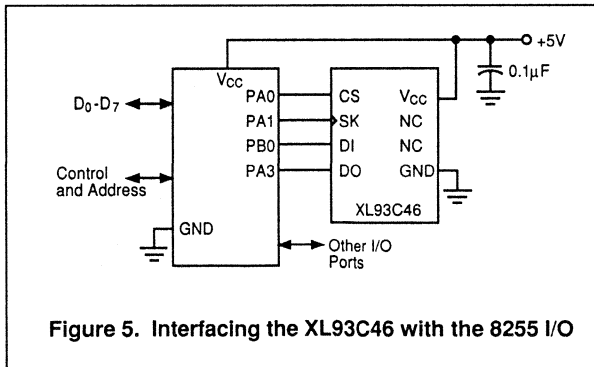 +5V
0.1µF
VCC
D0-D7
PA0 CS VCC
PA1 SK NC
PB0 DI NC
PA3 DO GND
Control
and Address
XL93C46
GND
Other I/O
Ports
Figure 5. Interfacing the XL93C46 with the 8255 I/O